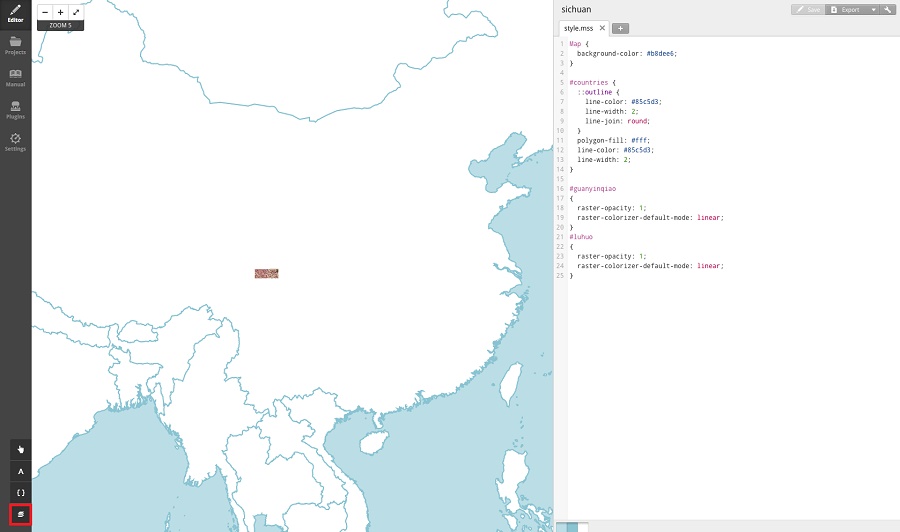 Editor
Projects
Manual
Plugins
Settings
ZOOM 5
sichuan
Save
Export
style.mss
1 Map {
2 background-color: #b8dee6;
3 }
4
5 #countries {
6 ::outline {
7 line-color: #85c5d3;
8 line-width: 2;
9 line-join: round;
10 }
11 polygon-fill: #fff;
12 line-color: #85c5d3;
13 line-width: 2;
14 }
15
16 #guanyinqiao
17 {
18 raster-opacity: 1;
19 raster-colorizer-default-mode: linear;
20 }
21 #luhuo
22 {
23 raster-opacity: 1;
24 raster-colorizer-default-mode: linear;
25 }
A
{ }